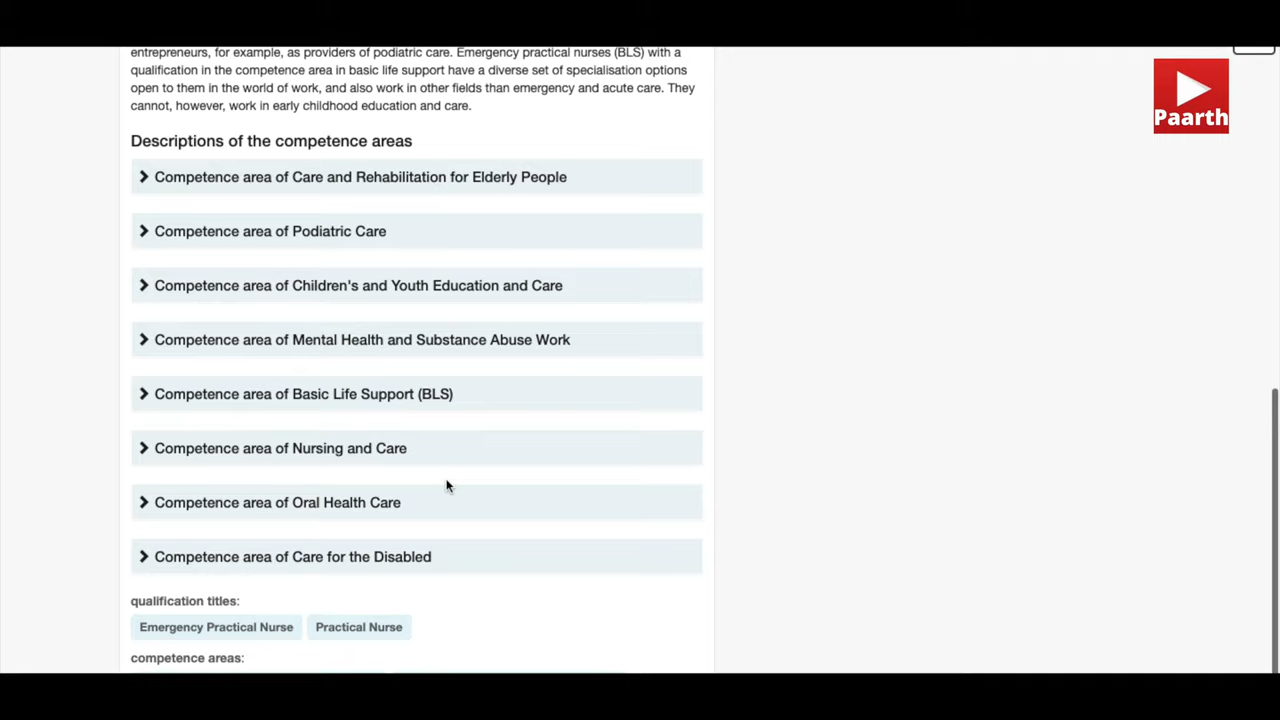 entrepreneurs, for example, as providers of podiatric care. Emergency practical nurses (BLS) with a
qualification in the competence area in basic life support have a diverse set of specialisation options
open to them in the world of work, and also work in other fields than emergency and acute care. They
cannot, however, work in early childhood education and care.
Paarth
Descriptions of the competence areas
Competence area of Care and Rehabilitation for Elderly People
Competence area of Podiatric Care
Competence area of Children's and Youth Education and Care
Competence area of Mental Health and Substance Abuse Work
Competence area of Basic Life Support (BLS)
Competence area of Nursing and Care
Competence area of Oral Health Care
Competence area of Care for the Disabled
qualification titles:
Emergency Practical Nurse Practical Nurse
competence areas: